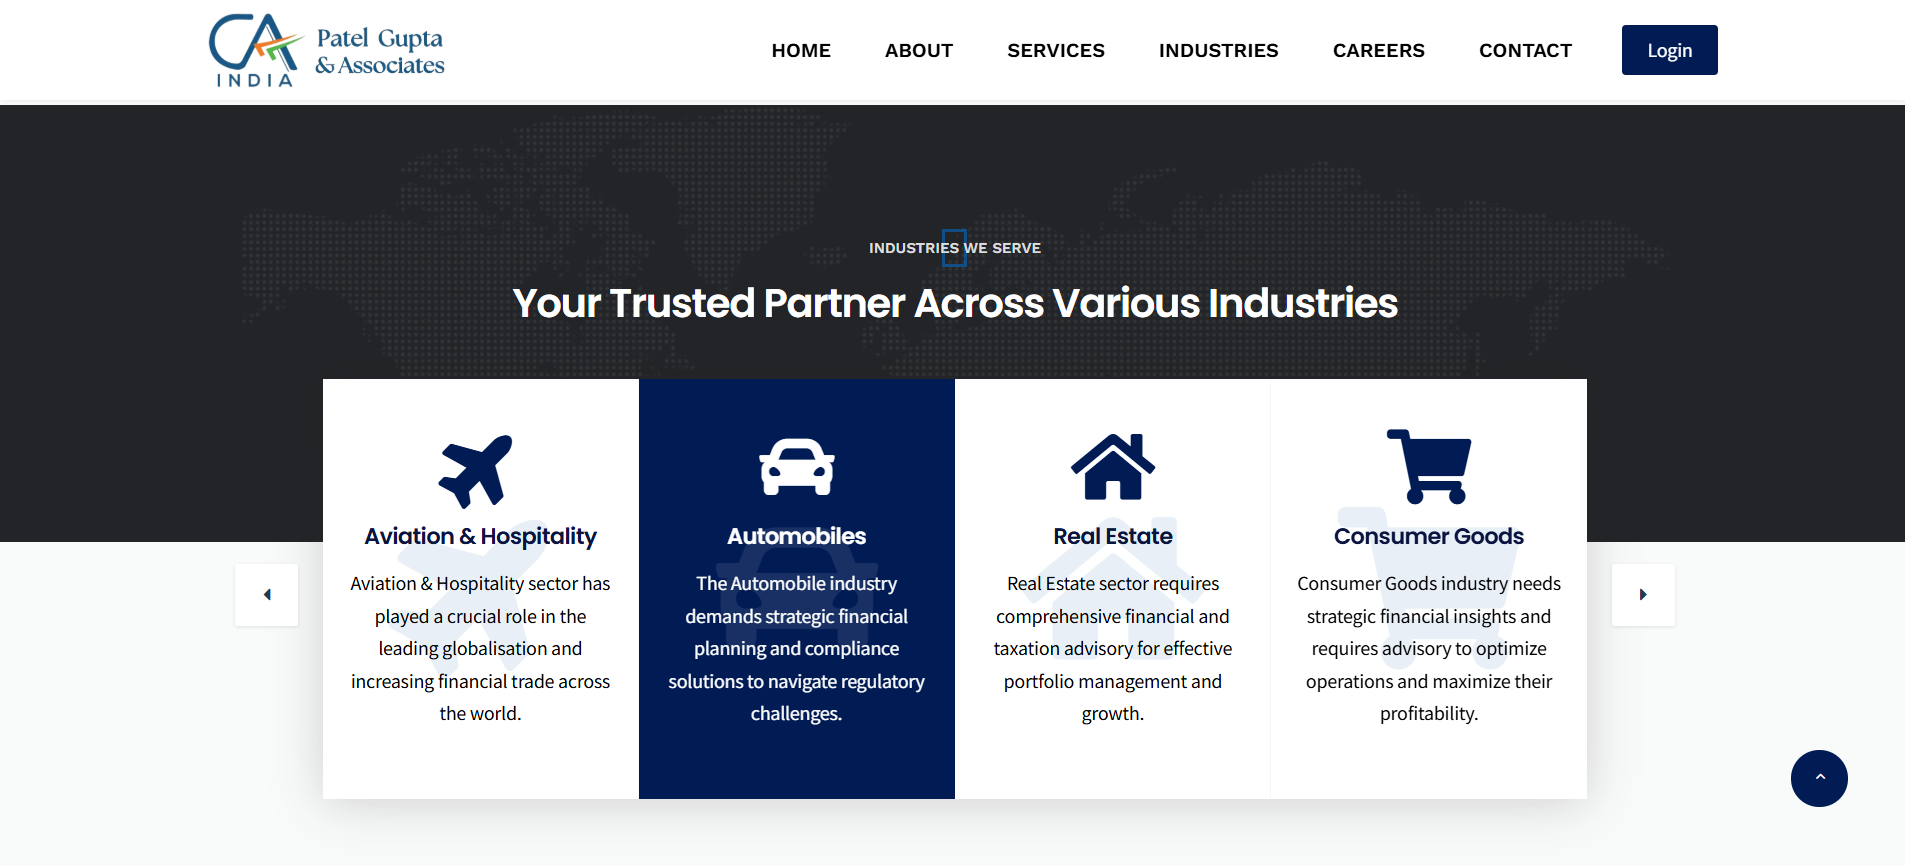 CA
INDIA
Patel Gupta
& Associates
HOME ABOUT SERVICES INDUSTRIES CAREERS CONTACT Login
INDUSTRIES WE SERVE
Your Trusted Partner Across Various Industries
Aviation & Hospitality
Aviation & Hospitality sector has
played a crucial role in the
leading globalisation and
increasing financial trade across
the world.
Automobiles
The Automobile industry
demands strategic financial
planning and compliance
solutions to navigate regulatory
challenges.
Real Estate
Real Estate sector requires
comprehensive financial and
taxation advisory for effective
portfolio management and
growth.
Consumer Goods
Consumer Goods industry needs
strategic financial insights and
requires advisory to optimize
operations and maximize their
profitability.